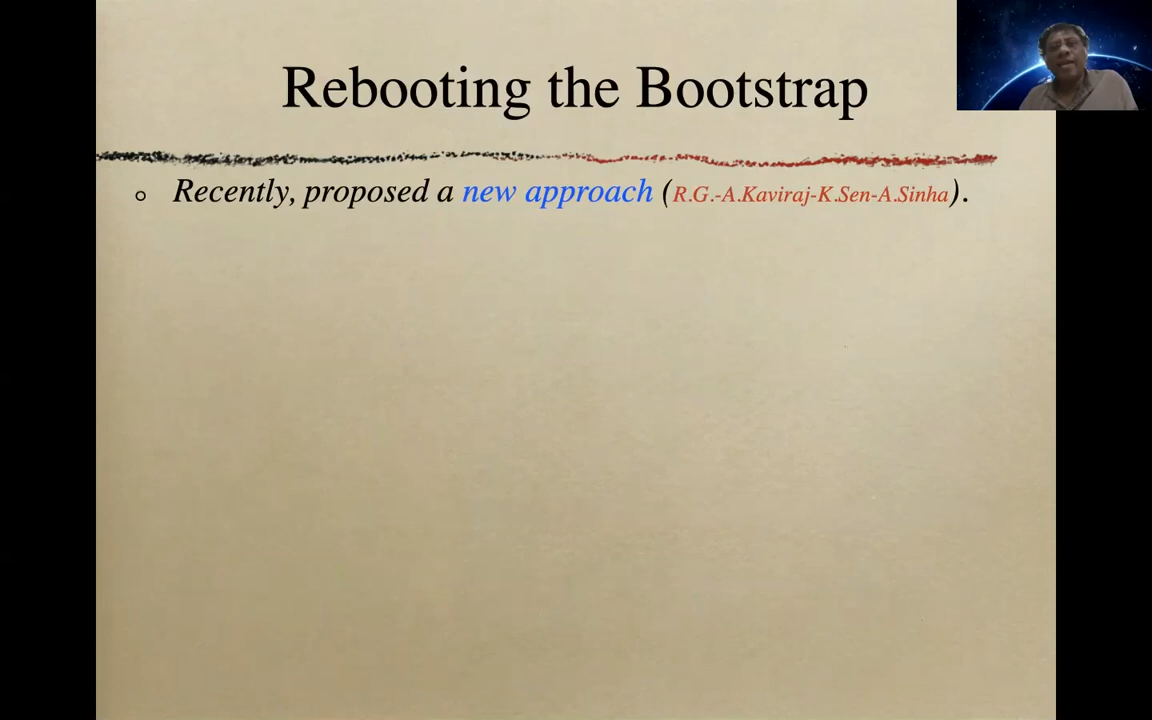 Rebooting the Bootstrap
Recently, proposed a new approach (R.G.-A.Kaviraj-K.Sen-A.Sinha).